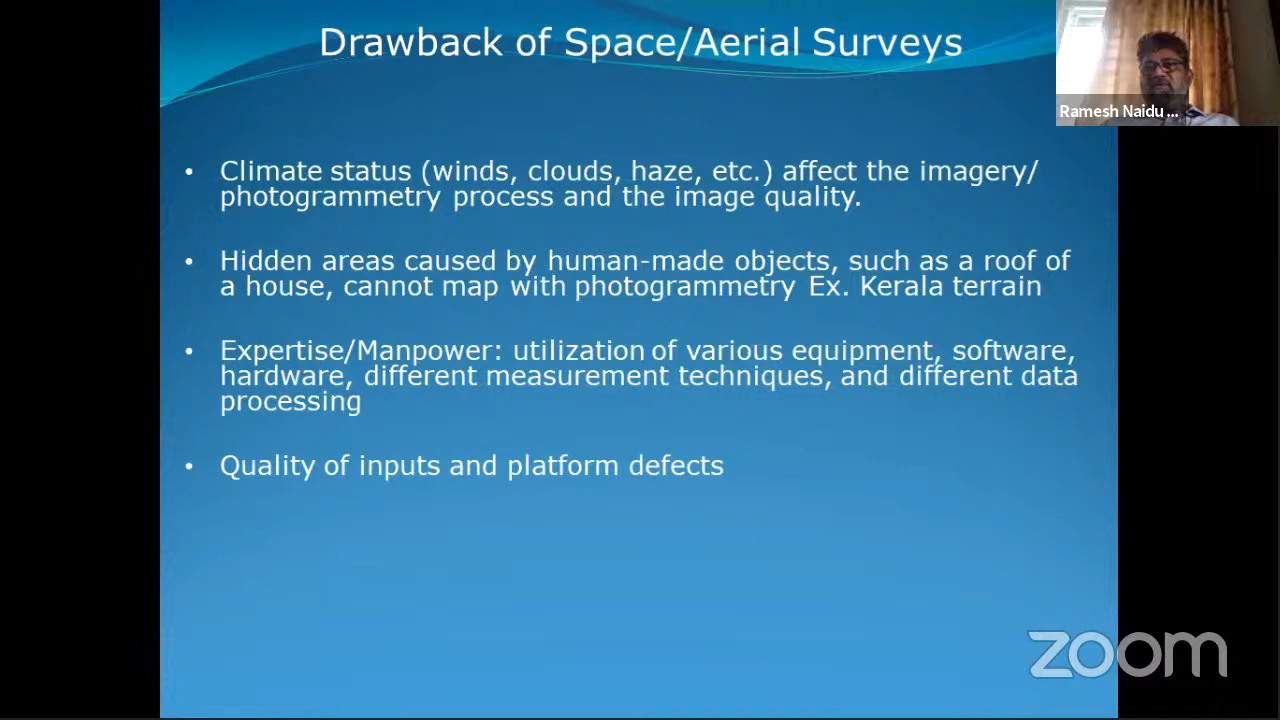 Drawback of Space/Aerial Surveys
Ramesh Naidu ...
• Climate status (winds, clouds, haze, etc.) affect the imagery/
photogrammetry process and the image quality.
• Hidden areas caused by human-made objects, such as a roof of
a house, cannot map with photogrammetry Ex. Kerala terrain
• Expertise/Manpower: utilization of various equipment, software,
hardware, different measurement techniques, and different data
processing
• Quality of inputs and platform defects
zoom